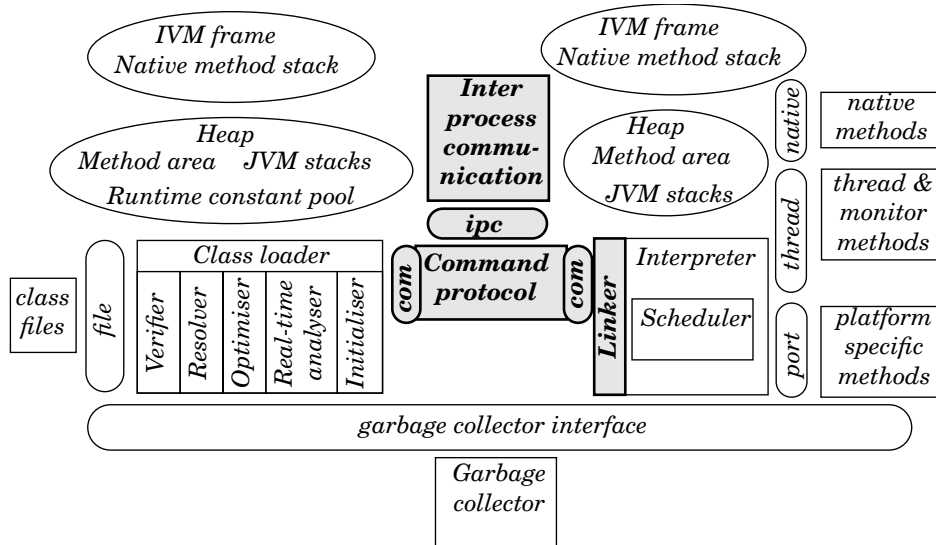 IVM frame
Native method stack
IVM frame
Native method stack
Inter
process
commu-
nication
native
native
methods
Heap
Method area JVM stacks
Runtime constant pool
Heap
Method area
JVM stacks
thread
thread &
monitor
methods
ipc
class
files
file
Class loader
Verifier
Resolver
Optimiser
Real-time
analyser
Initialiser
com
Command
protocol
com
Linker
Interpreter
Scheduler
port
platform
specific
methods
garbage collector interface
Garbage
collector